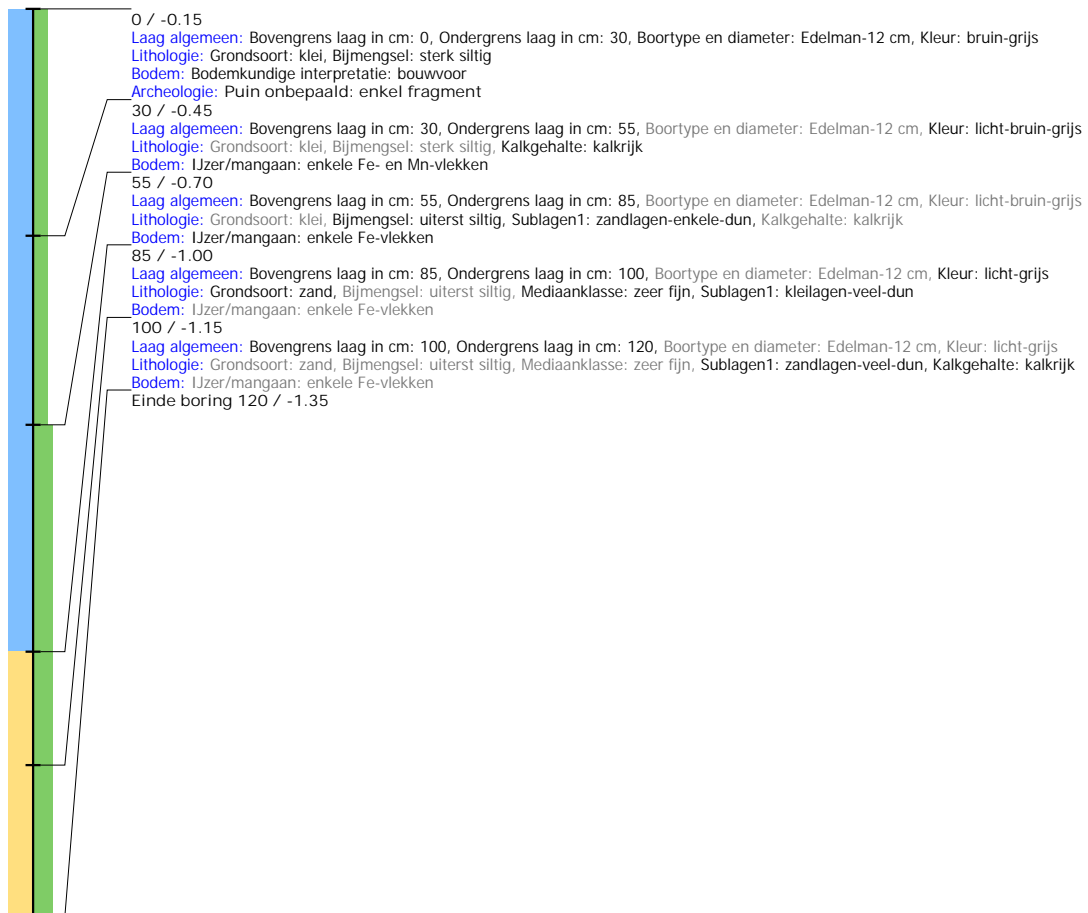 0 / -0.15
Laag algemeen: Bovengrens laag in cm: 0, Ondergrens laag in cm: 30, Boortype en diameter: Edelman-12 cm, Kleur: bruin-grijs
Lithologie: Grondsoort: klei, Bijmengsel: sterk siltig
Bodem: Bodemkundige interpretatie: bouwvoor
Archeologie: Puin onbepaald: enkel fragment
30 / -0.45
Laag algemeen: Bovengrens laag in cm: 30, Ondergrens laag in cm: 55, Boortype en diameter: Edelman-12 cm, Kleur: licht-bruin-grijs
Lithologie: Grondsoort: klei, Bijmengsel: sterk siltig, Kalkgehalte: kalkrijk
Bodem: IJzer/mangaan: enkele Fe- en Mn-vlekken
55 / -0.70
Laag algemeen: Bovengrens laag in cm: 55, Ondergrens laag in cm: 85, Boortype en diameter: Edelman-12 cm, Kleur: licht-bruin-grijs
Lithologie: Grondsoort: klei, Bijmengsel: uiterst siltig, Sublagen1: zandlagen-enkele-dun, Kalkgehalte: kalkrijk
Bodem: IJzer/mangaan: enkele Fe-vlekken
85 / -1.00
Laag algemeen: Bovengrens laag in cm: 85, Ondergrens laag in cm: 100, Boortype en diameter: Edelman-12 cm, Kleur: licht-grijs
Lithologie: Grondsoort: zand, Bijmengsel: uiterst siltig, Mediaanklasse: zeer fijn, Sublagen1: kleilagen-veel-dun
Bodem: IJzer/mangaan: enkele Fe-vlekken
100 / -1.15
Laag algemeen: Bovengrens laag in cm: 100, Ondergrens laag in cm: 120, Boortype en diameter: Edelman-12 cm, Kleur: licht-grijs
Lithologie: Grondsoort: zand, Bijmengsel: uiterst siltig, Mediaanklasse: zeer fijn, Sublagen1: zandlagen-veel-dun, Kalkgehalte: kalkrijk
Bodem: IJzer/mangaan: enkele Fe-vlekken
Einde boring 120 / -1.35